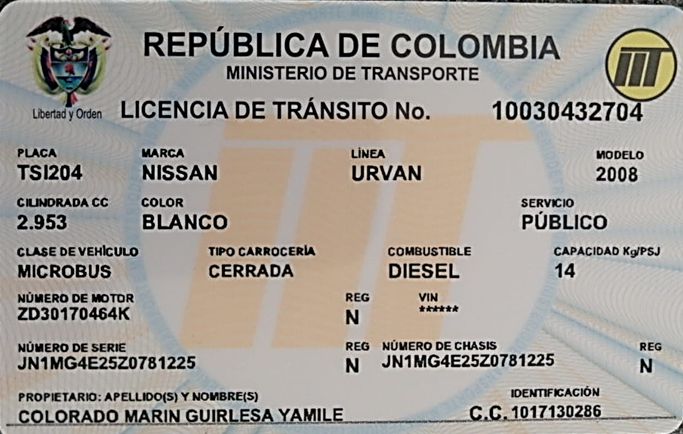 REPÚBLICA DE COLOMBIA
MINISTERIO DE TRANSPORTE
Libertad y Orden
LICENCIA DE TRÁNSITO No. 10030432704
PLACA MARCA LÍNEA MODELO
TSI204 NISSAN URVAN 2008
CILINDRADA CC COLOR SERVICIO
2.953 BLANCO PÚBLICO
CLASE DE VEHÍCULO TIPO CARROCERÍA COMBUSTIBLE CAPACIDAD Kg/PSJ
MICROBUS CERRADA DIESEL 14
NÚMERO DE MOTOR REG VIN
ZD30170464K N ******
NÚMERO DE SERIE REG NÚMERO DE CHASIS REG
JN1MG4E25Z0781225 N JN1MG4E25Z0781225 N
PROPIETARIO: APELLIDO(S) Y NOMBRE(S) IDENTIFICACIÓN
COLORADO MARIN GUIRLESA YAMILE C.C. 1017130286